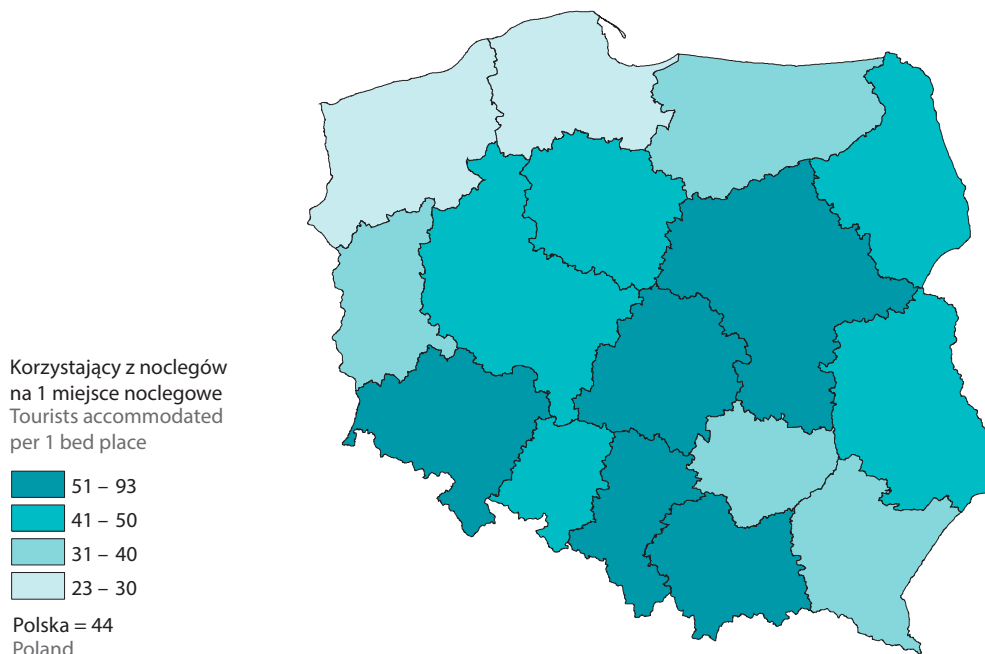 Korzystający z noclegów
na 1 miejsce noclegowe
Tourists accommodated
per 1 bed place
51 – 93
41 – 50
31 – 40
23 – 30
Polska = 44
Poland